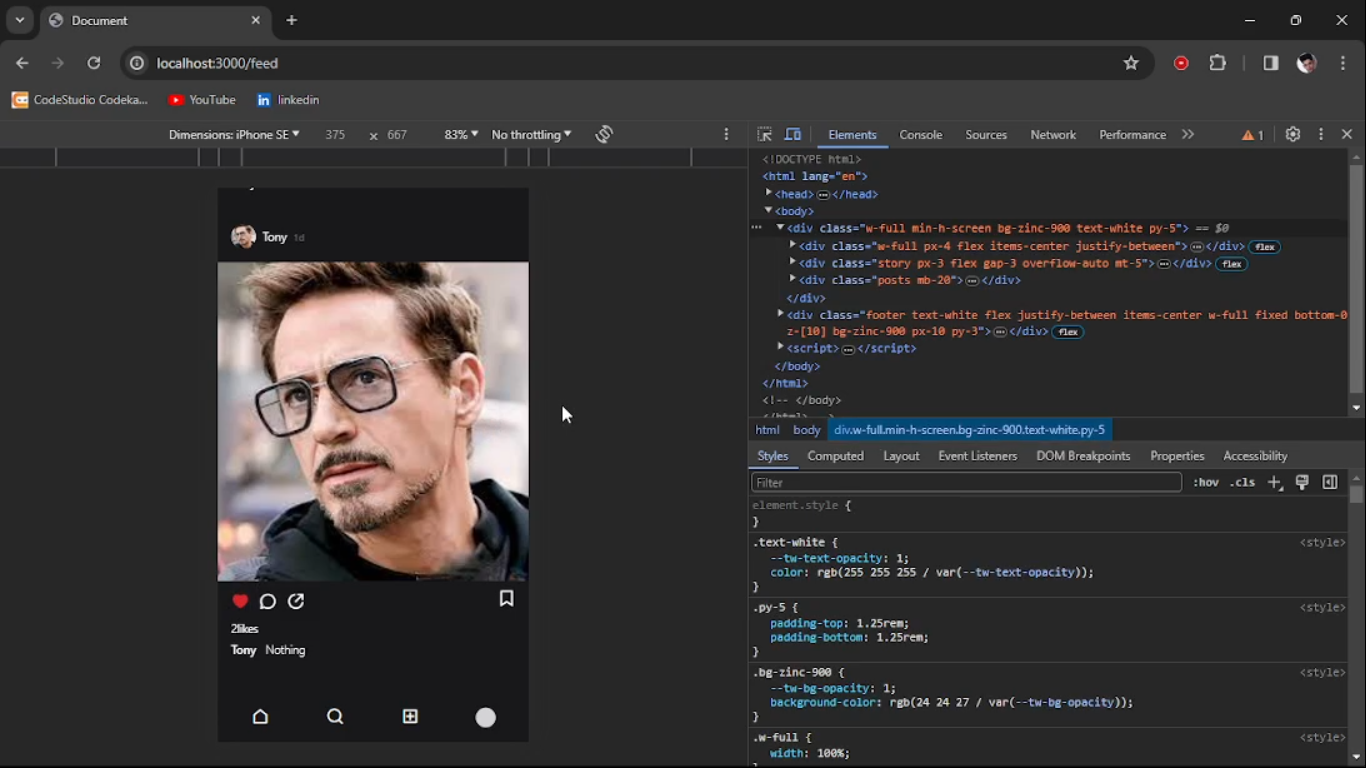 Document
localhost:3000/feed
CodeStudio Codeka...
YouTube
linkedin
Dimensions: iPhone SE
375 x 667
83%
No throttling
Elements
Console
Sources
Network
Performance
1
<!DOCTYPE html>
<html lang="en">
<head> </head>
<body>
<div class="w-full min-h-screen bg-zinc-900 text-white py-5"> == $0
<div class="w-full px-4 flex items-center justify-between"> </div> flex
<div class="story px-3 flex gap-3 overflow-auto mt-5"> </div> flex
<div class="posts mb-20"> </div>
</div>
<div class="footer text-white flex justify-between items-center w-full fixed bottom-0
z-[10] bg-zinc-900 px-10 py-3"> </div> flex
<script> </script>
</body>
</html>
<!-- </body>
html
body
div.w-full.min-h-screen.bg-zinc-900.text-white.py-5
Styles
Computed
Layout
Event Listeners
DOM Breakpoints
Properties
Accessibility
Filter
:hov
.cls
element.style {
}
.text-white {
<style>
--tw-text-opacity: 1;
color: rgb(255 255 255 / var(--tw-text-opacity));
}
.py-5 {
<style>
padding-top: 1.25rem;
padding-bottom: 1.25rem;
}
.bg-zinc-900 {
<style>
--tw-bg-opacity: 1;
background-color: rgb(24 24 27 / var(--tw-bg-opacity));
}
.w-full {
<style>
width: 100%;
Tony 1d
2likes
Tony Nothing